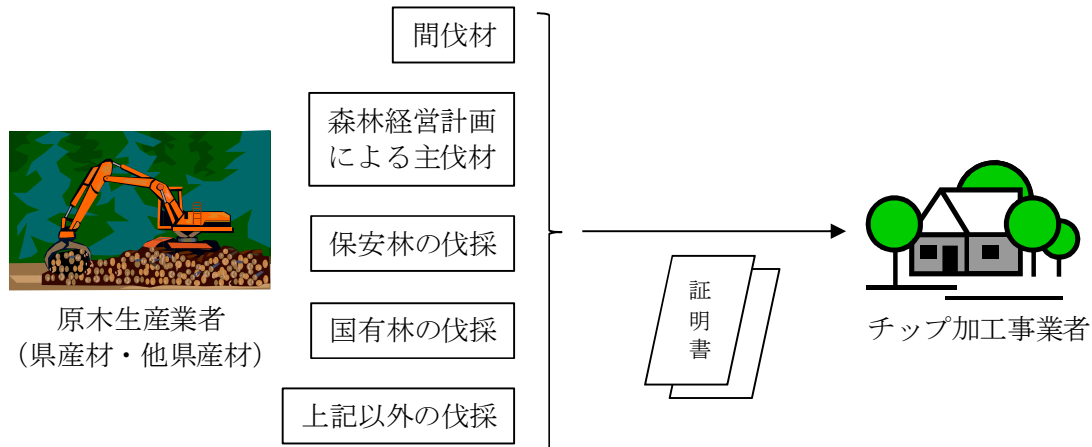 間伐材
森林経営計画
による主伐材
保安林の伐採
国有林の伐採
上記以外の伐採
原木生産業者
（県産材・他県産材）
証明書
チップ加工事業者